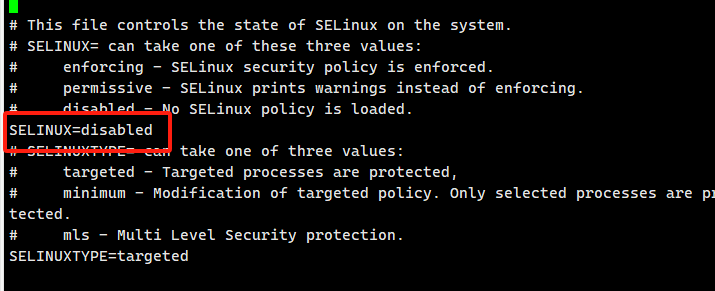 # This file controls the state of SELinux on the system.
# SELINUX= can take one of these three values:
#     enforcing - SELinux security policy is enforced.
#     permissive - SELinux prints warnings instead of enforcing.
#     disabled - No SELinux policy is loaded.
SELINUX=disabled
# SELINUXTYPE= can take one of three values:
#     targeted - Targeted processes are protected,
#     minimum - Modification of targeted policy. Only selected processes are pr
tected.
#     mls - Multi Level Security protection.
SELINUXTYPE=targeted